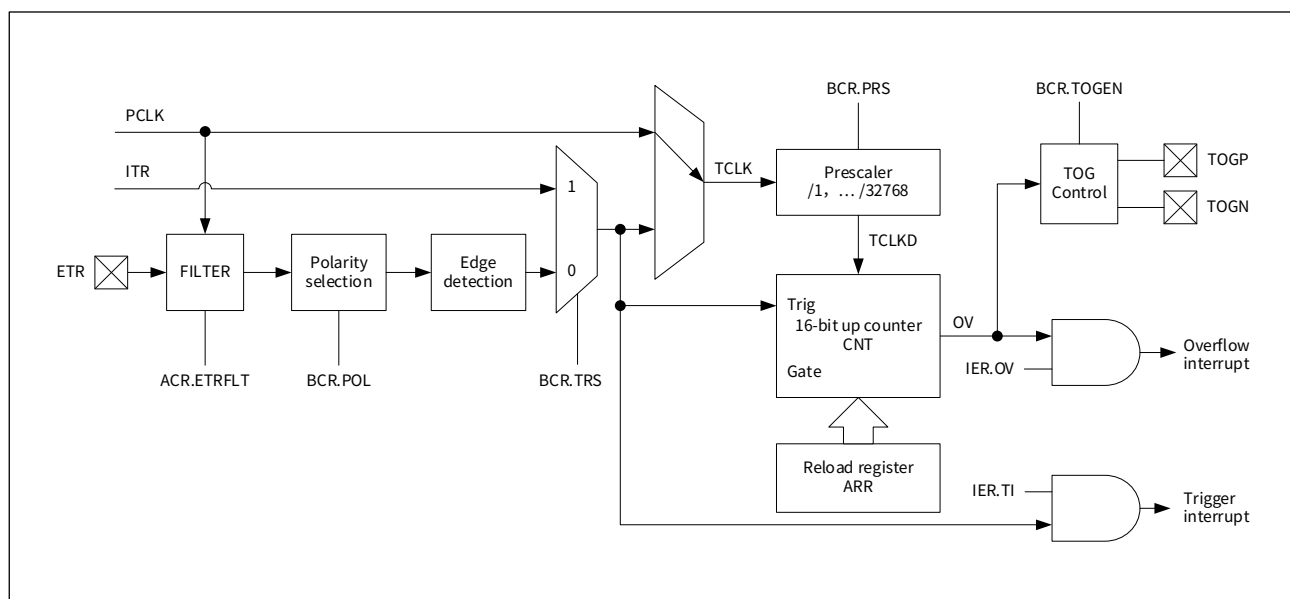 BCR.PRS
BCR.TOGEN
PCLK
ITR
1
TCLK
Prescaler
/1, … /32768
TOG
Control
TOGP
TOGN
TCLKD
ETR
FILTER
Polarity
selection
Edge
detection
0
Trig
16-bit up counter
CNT
Gate
OV
IER.OV
Overflow
interrupt
ACR.ETRFLT
BCR.POL
BCR.TRS
Reload register
ARR
IER.TI
Trigger
interrupt